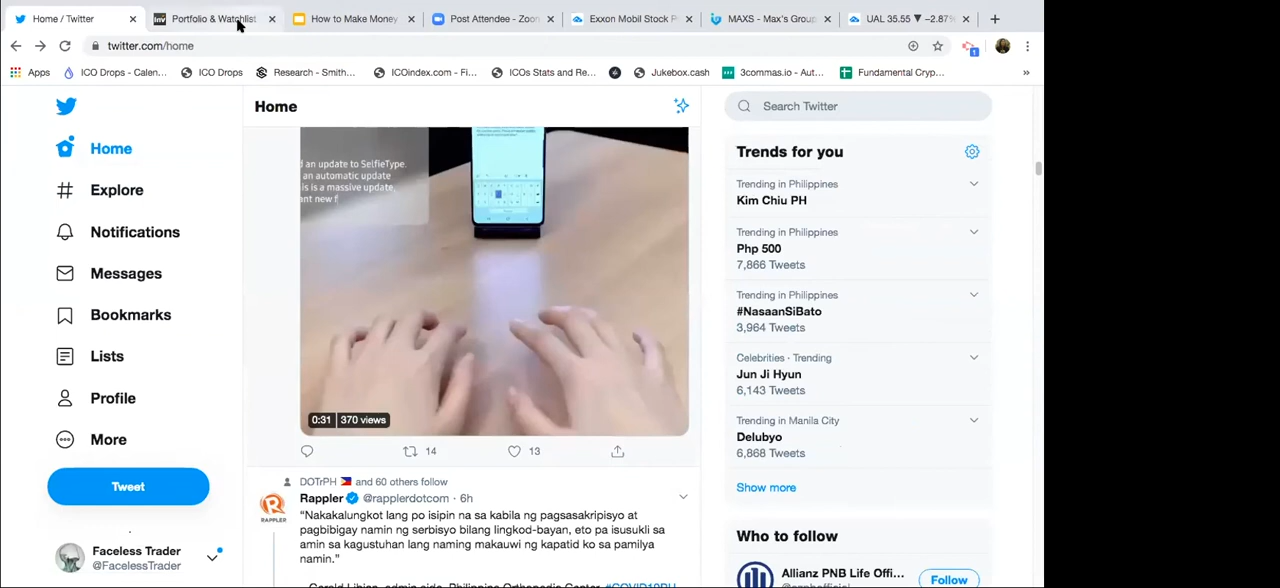 Home / Twitter
Portfolio & Watchlist
How to Make Money
Post Attendee - Zoo
Exxon Mobil Stock P
MAXS - Max's Group
UAL 35.55 ▼ −2.87%
twitter.com/home
Apps
ICO Drops - Calen...
ICO Drops
Research - Smith...
ICOindex.com - Fi...
ICOs Stats and Re...
Jukebox.cash
3commas.io - Aut...
Fundamental Cryp...
»
Home
Explore
Notifications
Messages
Bookmarks
Lists
Profile
More
Tweet
Faceless Trader
@FacelessTrader
Home
d an update to SelfieType.
an automatic update
is is a massive update,
ant new f
0:31 370 views
14
13
DOTrPH 🇵🇭 and 60 others follow
Rappler @rapplerdotcom · 6h
RAPPLER
“Nakakalungkot lang po isipin na sa kabila ng pagsasakripisyo at
pagbibigay namin ng serbisyo bilang lingkod-bayan, eto pa isusukli sa
amin sa kagustuhan lang naming makauwi ng kapatid ko sa pamilya
namin.”
Search Twitter
Trends for you
Trending in Philippines
Kim Chiu PH
Trending in Philippines
Php 500
7,866 Tweets
Trending in Philippines
#NasaanSiBato
3,964 Tweets
Celebrities · Trending
Jun Ji Hyun
6,143 Tweets
Trending in Manila City
Delubyo
6,868 Tweets
Show more
Who to follow
Allianz PNB Life Offi...
Follow